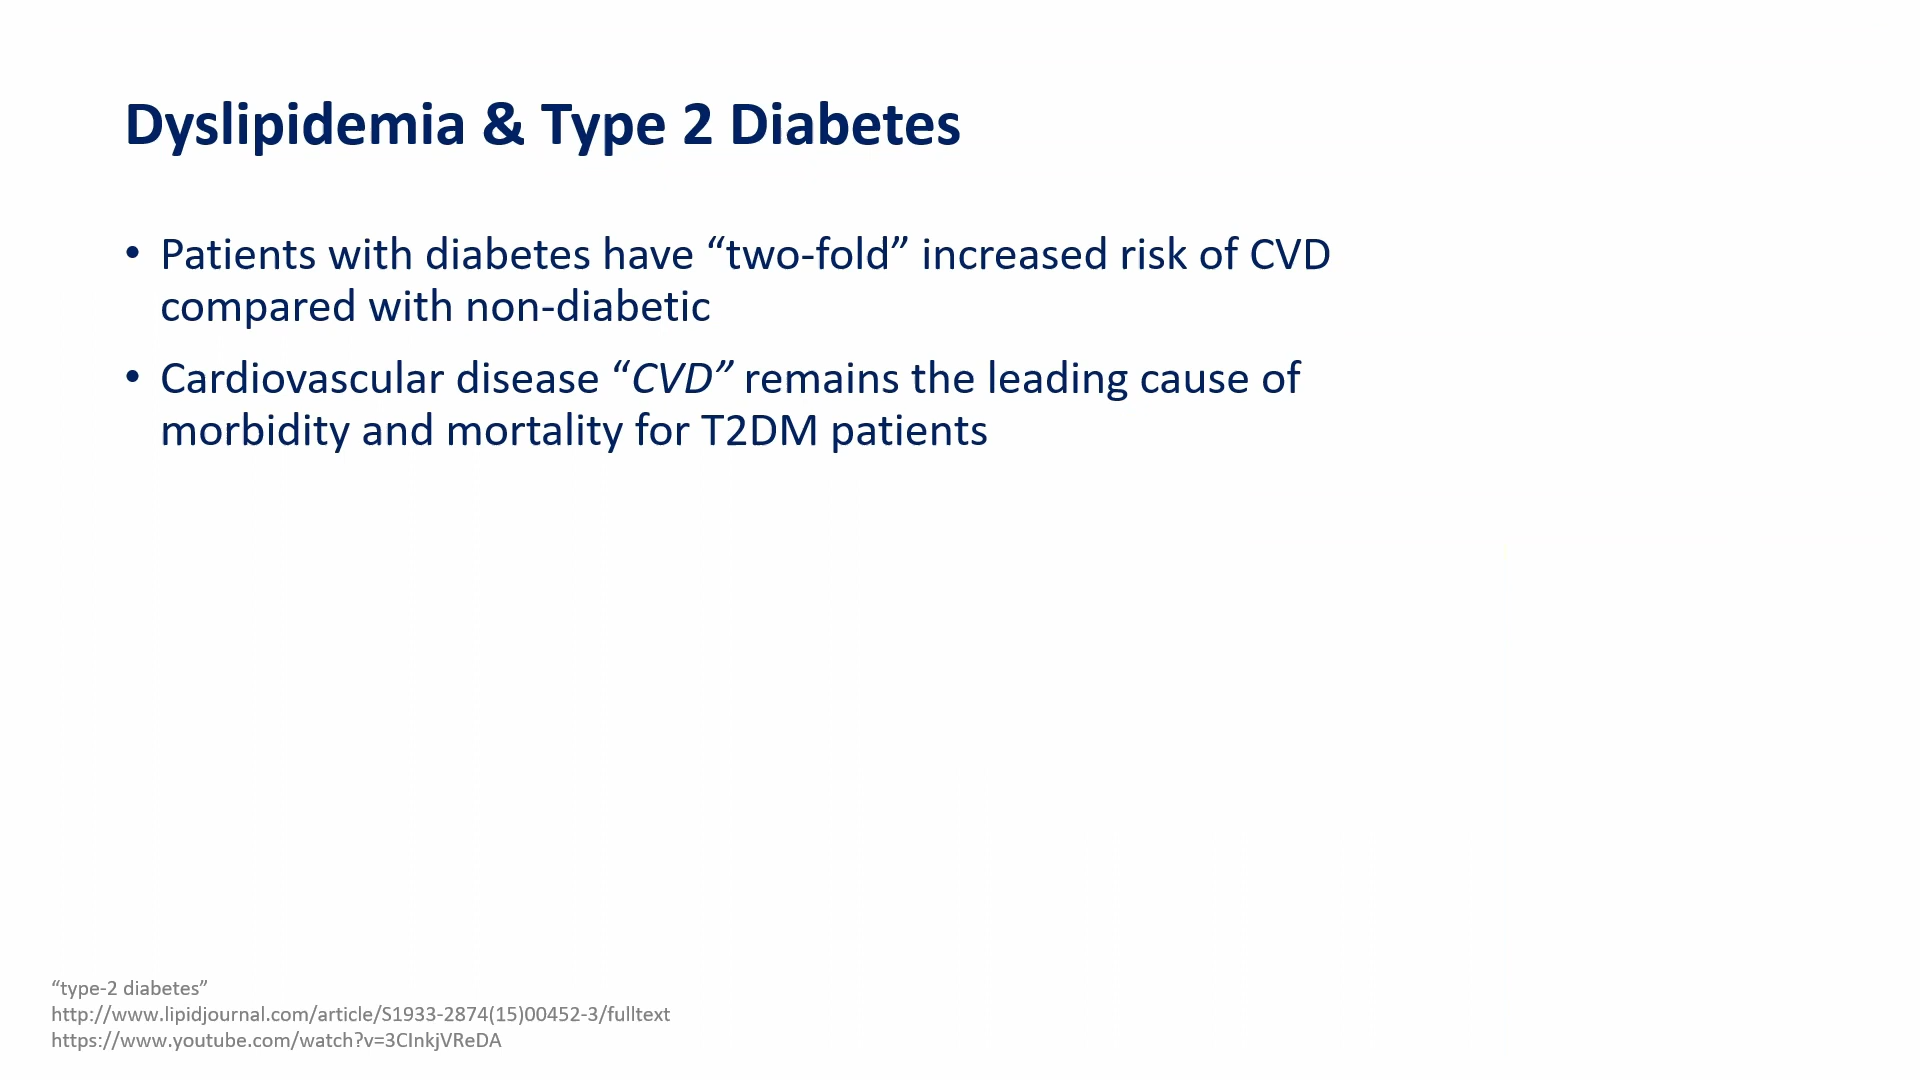 Dyslipidemia & Type 2 Diabetes
• Patients with diabetes have “two-fold” increased risk of CVD
compared with non-diabetic
• Cardiovascular disease “CVD” remains the leading cause of
morbidity and mortality for T2DM patients
“type-2 diabetes”
http://www.lipidjournal.com/article/S1933-2874(15)00452-3/fulltext
https://www.youtube.com/watch?v=3CInkjVReDA